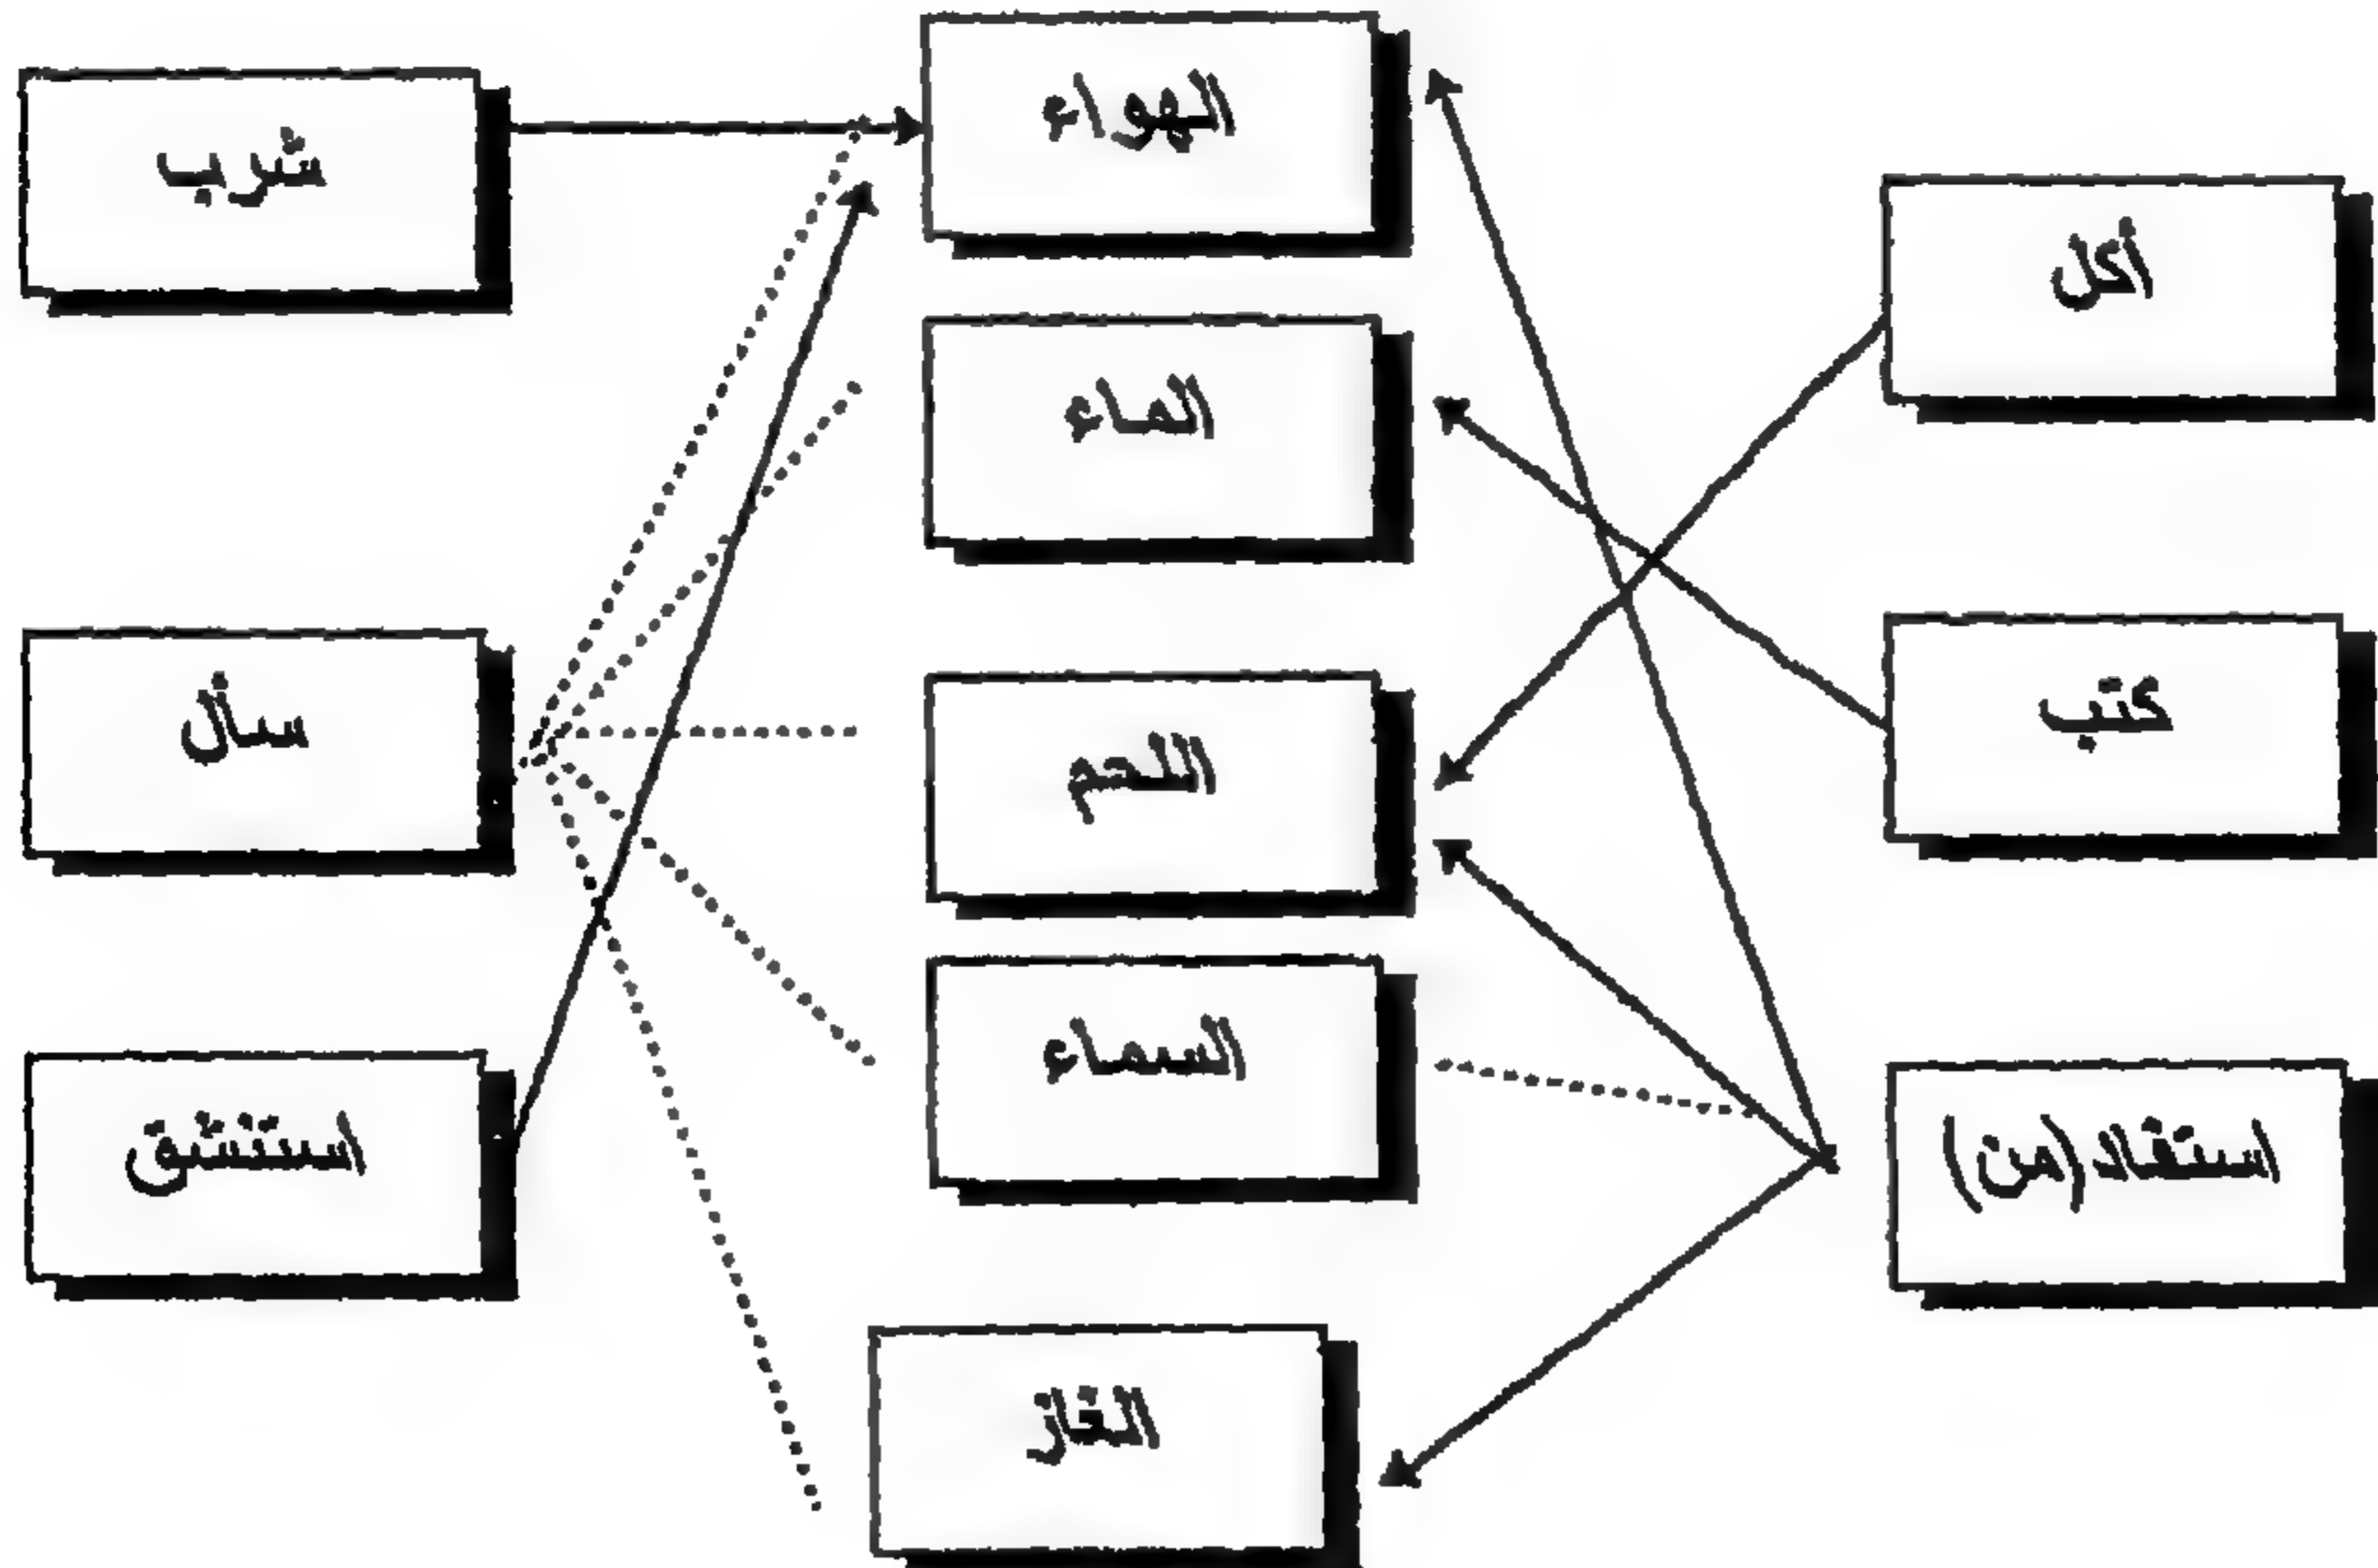 الهواء
شرب
أكل
الماء
كتب
سأل
اللحم
السماء
استفاد (من)
استنشق
الغاز